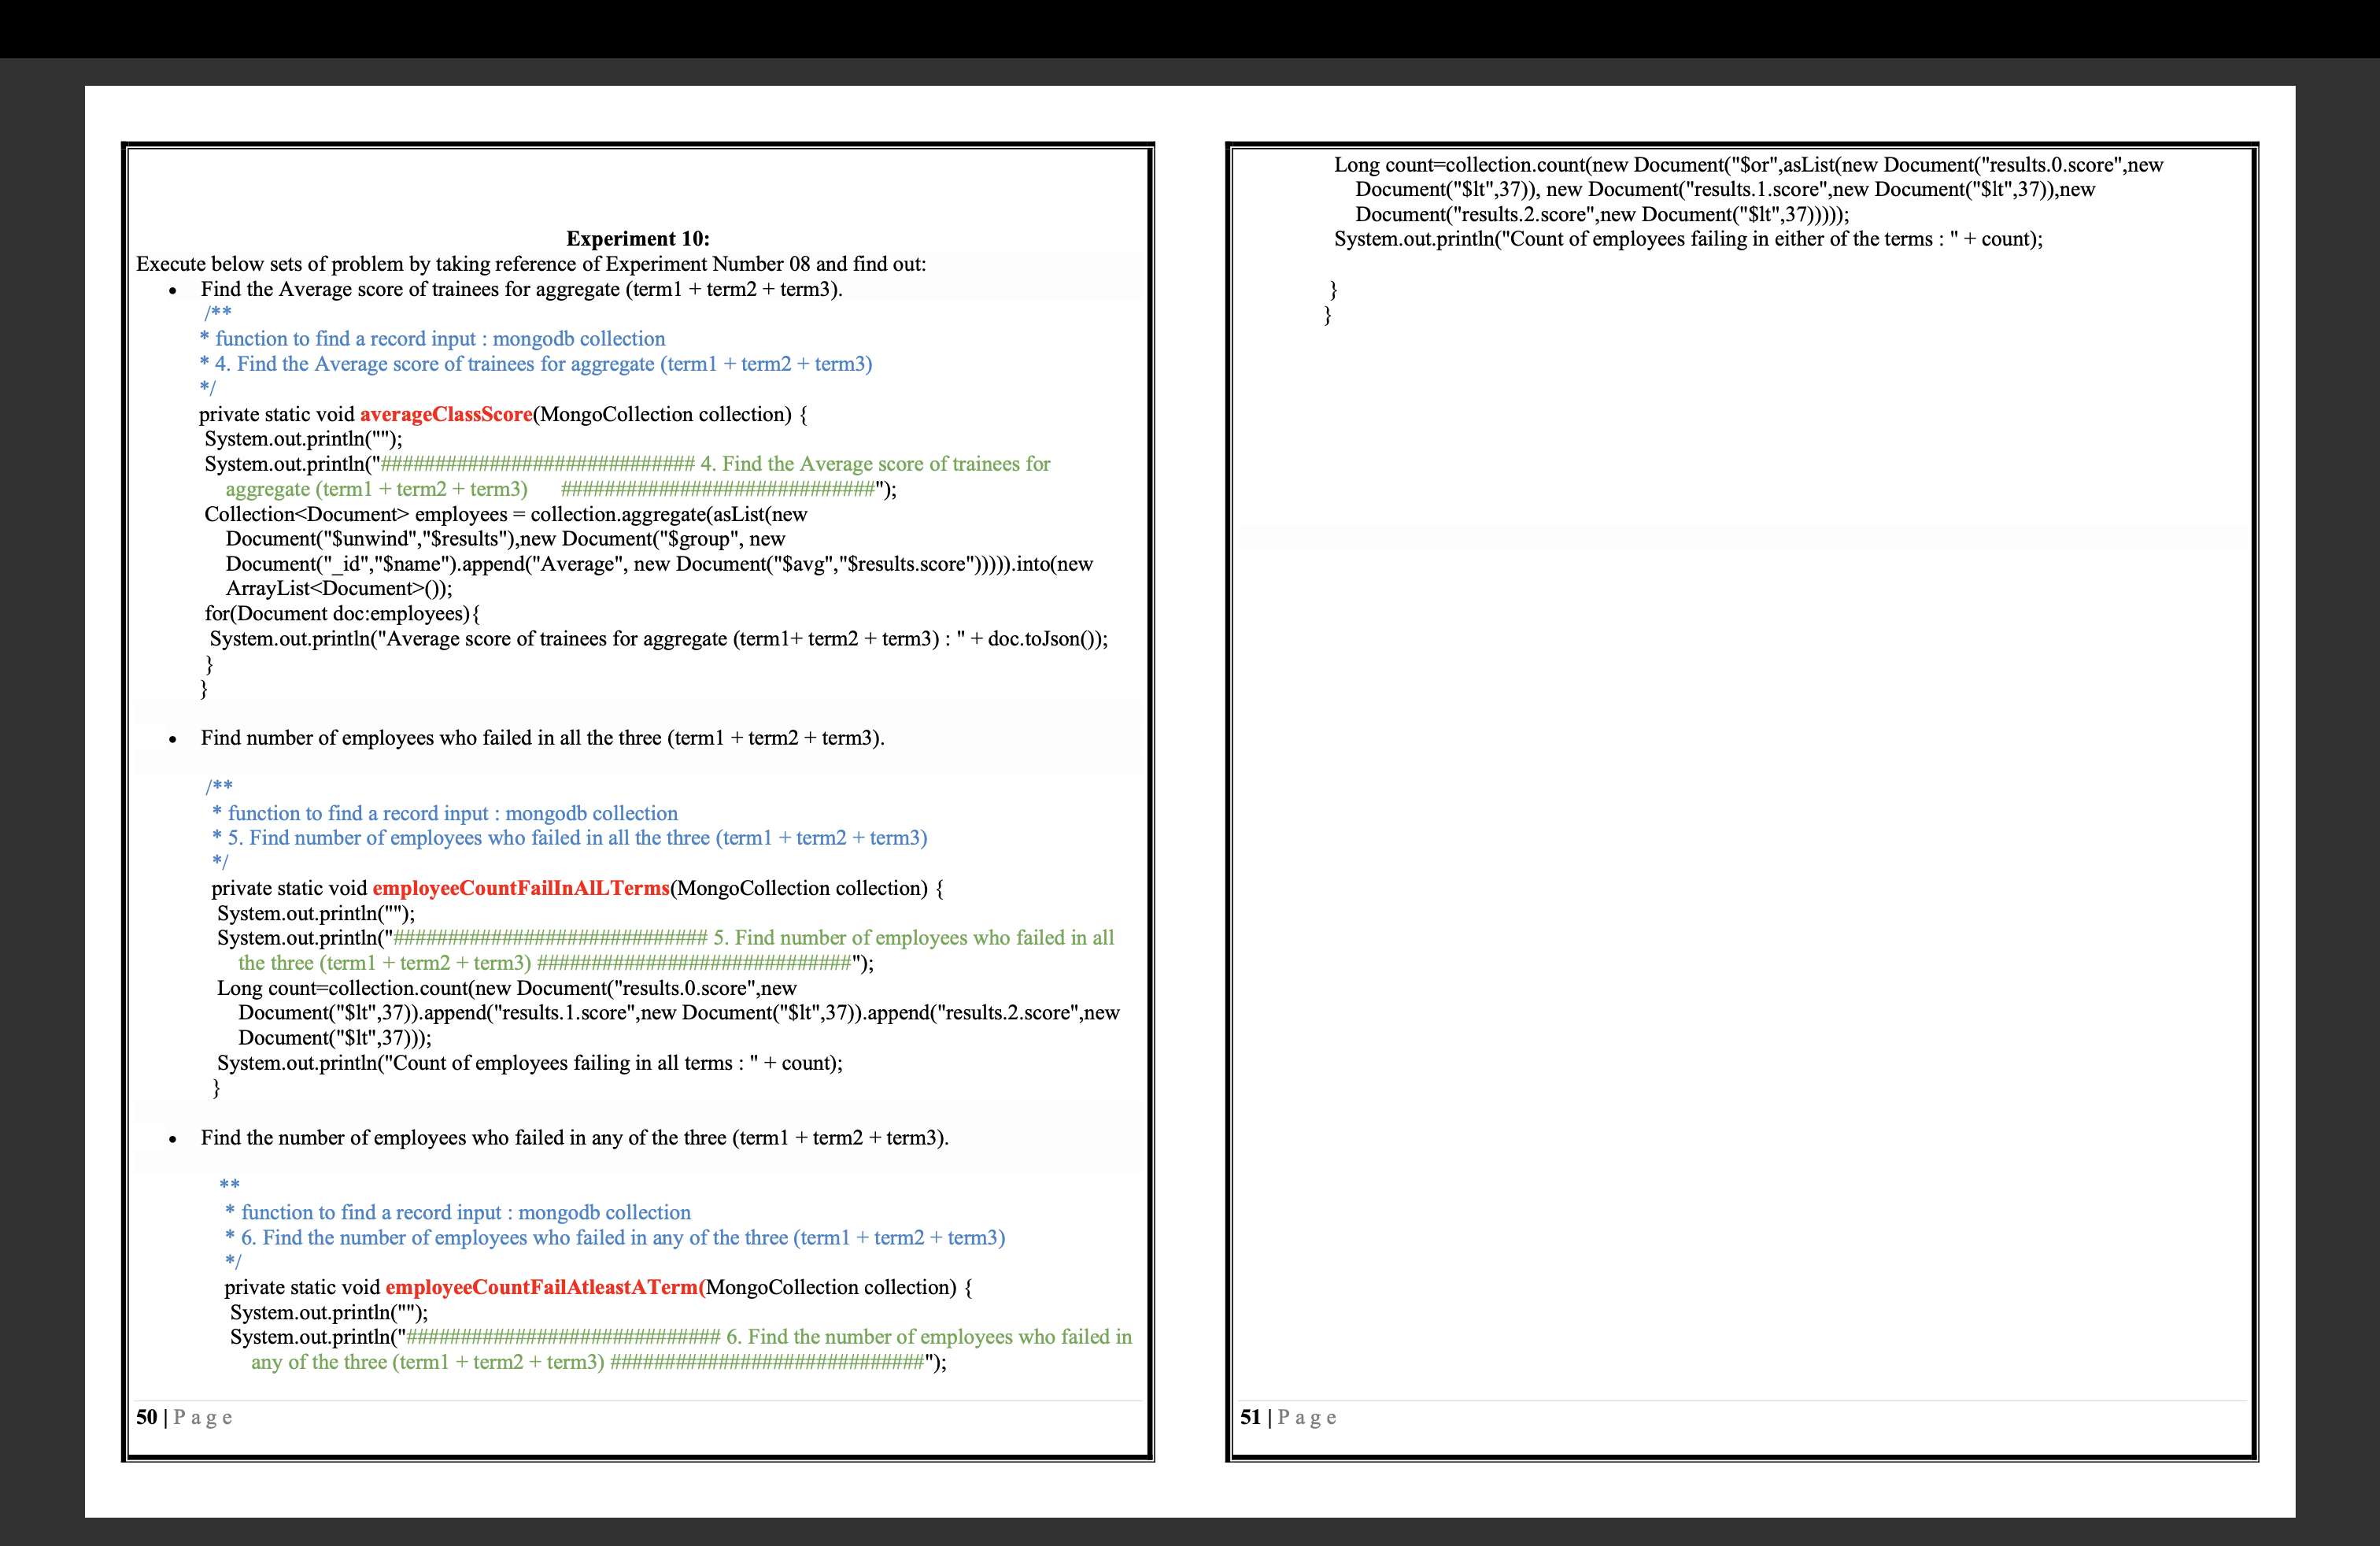 Experiment 10:
Execute below sets of problem by taking reference of Experiment Number 08 and find out:
• Find the Average score of trainees for aggregate (term1 + term2 + term3).
/**
* function to find a record input : mongodb collection
* 4. Find the Average score of trainees for aggregate (term1 + term2 + term3)
*/
private static void averageClassScore(MongoCollection collection) {
System.out.println("");
System.out.println("############################# 4. Find the Average score of trainees for
aggregate (term1 + term2 + term3) #############################");
Collection<Document> employees = collection.aggregate(asList(new
Document("$unwind","$results"),new Document("$group", new
Document("_id","$name").append("Average", new Document("$avg","$results.score"))))).into(new
ArrayList<Document>());
for(Document doc:employees){
System.out.println("Average score of trainees for aggregate (term1+ term2 + term3) : " + doc.toJson());
}
}
• Find number of employees who failed in all the three (term1 + term2 + term3).
/**
* function to find a record input : mongodb collection
* 5. Find number of employees who failed in all the three (term1 + term2 + term3)
*/
private static void employeeCountFailInAlLTerms(MongoCollection collection) {
System.out.println("");
System.out.println("############################# 5. Find number of employees who failed in all
the three (term1 + term2 + term3) #############################");
Long count=collection.count(new Document("results.0.score",new
Document("$lt",37)).append("results.1.score",new Document("$lt",37)).append("results.2.score",new
Document("$lt",37)));
System.out.println("Count of employees failing in all terms : " + count);
}
• Find the number of employees who failed in any of the three (term1 + term2 + term3).
**
* function to find a record input : mongodb collection
* 6. Find the number of employees who failed in any of the three (term1 + term2 + term3)
*/
private static void employeeCountFailAtleastATerm(MongoCollection collection) {
System.out.println("");
System.out.println("############################# 6. Find the number of employees who failed in
any of the three (term1 + term2 + term3) #############################");
50 | P a g e
Long count=collection.count(new Document("$or",asList(new Document("results.0.score",new
Document("$lt",37)), new Document("results.1.score",new Document("$lt",37)),new
Document("results.2.score",new Document("$lt",37)))));
System.out.println("Count of employees failing in either of the terms : " + count);
}
}
51 | P a g e